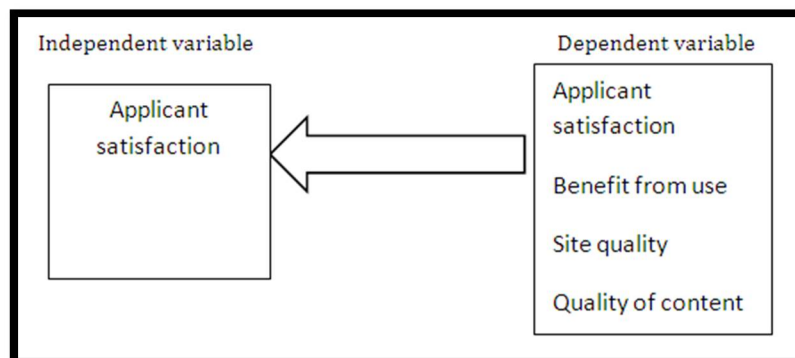 Independent variable
Applicant
satisfaction
Dependent variable
Applicant
satisfaction
Benefit from use
Site quality
Quality of content